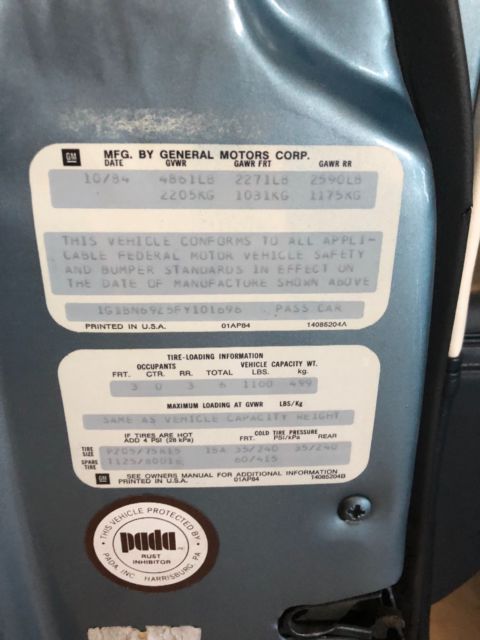 GM MFG. BY GENERAL MOTORS CORP.
DATE GVWR GAWR FRT GAWR RR
10/84 4861LB 2271LB 2590LB
2205KG 1031KG 1175KG
THIS VEHICLE CONFORMS TO ALL APPLI-
CABLE FEDERAL MOTOR VEHICLE SAFETY
AND BUMPER STANDARDS IN EFFECT ON
THE DATE OF MANUFACTURE SHOWN ABOVE
PASS CAR
PRINTED IN U.S.A. 01AP84 14085204A
TIRE-LOADING INFORMATION
OCCUPANTS VEHICLE CAPACITY WT.
FRT. CTR. RR. TOTAL LBS. kg.
3 0 3 6 1100 499
MAXIMUM LOADING AT GVWR LBS/Kg
SAME AS VEHICLE CAPACITY WEIGHT
IF TIRES ARE HOT COLD TIRE PRESSURE
ADD 4 PSI (28 kPa) FRT. PSI/kPa REAR
TIRE SIZE P205/75R15 15A 35/240 35/240
SPARE TIRE 60/415
GM SEE OWNERS MANUAL FOR ADDITIONAL INFORMATION
PRINTED IN U.S.A. 01AP84 14085204B
THIS VEHICLE PROTECTED BY
pada
RUST
INHIBITOR
PADA, INC. HARRISBURG, PA